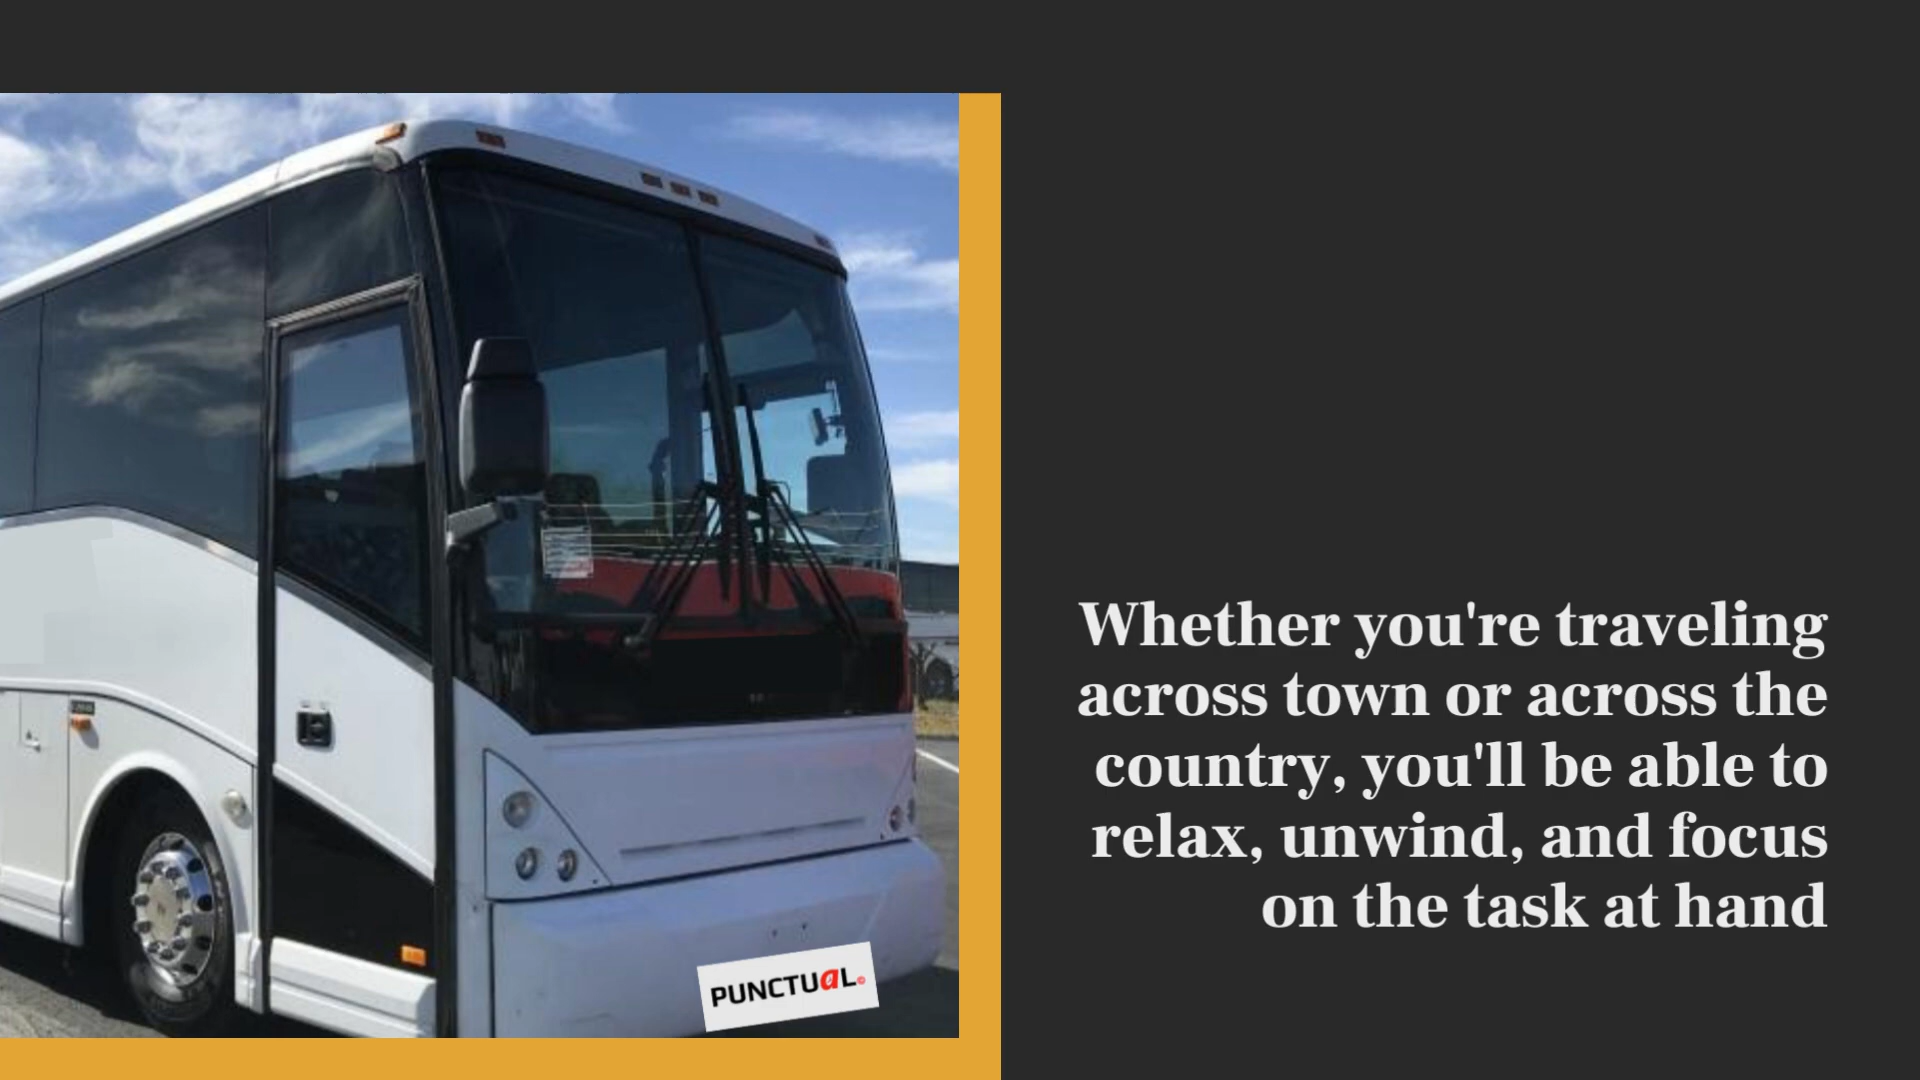 Whether you're traveling
across town or across the
country, you'll be able to
relax, unwind, and focus
on the task at hand
PUNCTUaL©